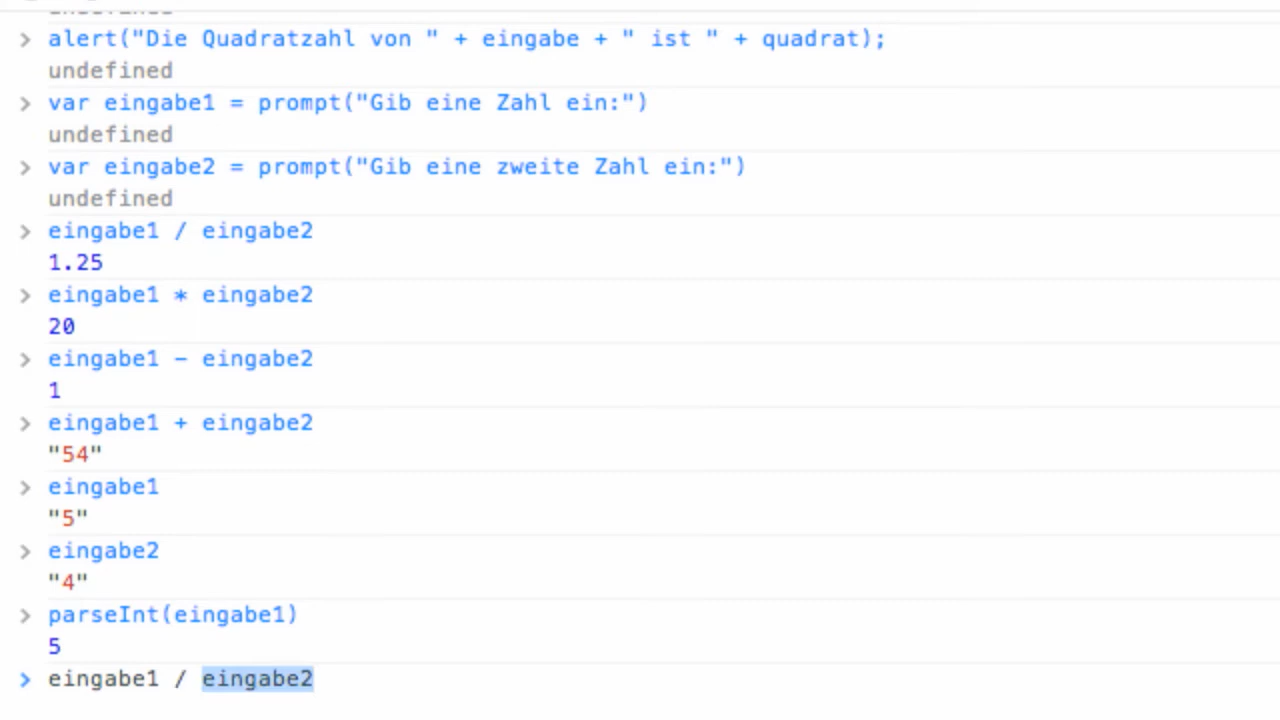 > alert("Die Quadratzahl von " + eingabe + " ist " + quadrat);
undefined
> var eingabe1 = prompt("Gib eine Zahl ein:")
undefined
> var eingabe2 = prompt("Gib eine zweite Zahl ein:")
undefined
> eingabe1 / eingabe2
1.25
> eingabe1 * eingabe2
20
> eingabe1 - eingabe2
1
> eingabe1 + eingabe2
"54"
> eingabe1
"5"
> eingabe2
"4"
> parseInt(eingabe1)
5
> eingabe1 / eingabe2